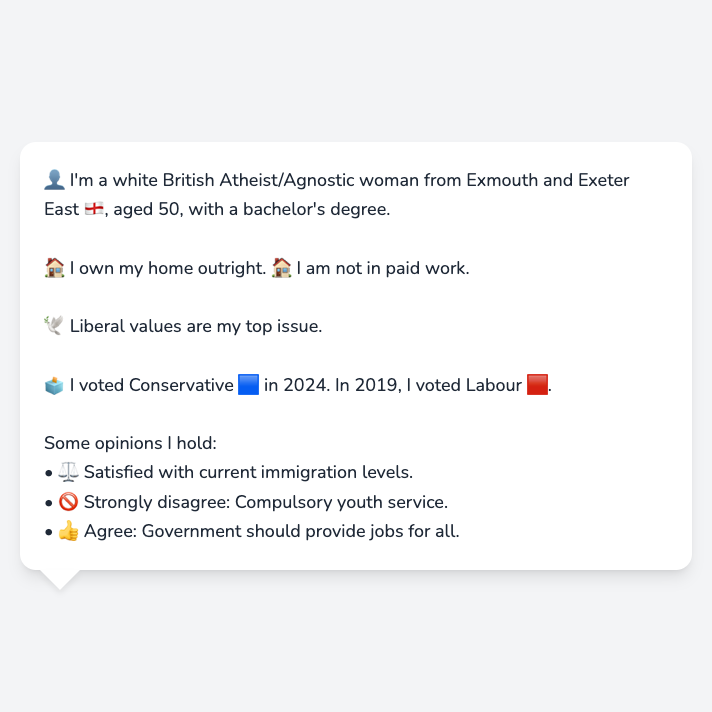 👤 I'm a white British Atheist/Agnostic woman from Exmouth and Exeter
East 🏴󠁧󠁢󠁥󠁮󠁧󠁿, aged 50, with a bachelor's degree.
🏠 I own my home outright. 🏠 I am not in paid work.
🕊️ Liberal values are my top issue.
🗳️ I voted Conservative 🟦 in 2024. In 2019, I voted Labour 🟥.
Some opinions I hold:
• ⚖️ Satisfied with current immigration levels.
• 🚫 Strongly disagree: Compulsory youth service.
• 👍 Agree: Government should provide jobs for all.